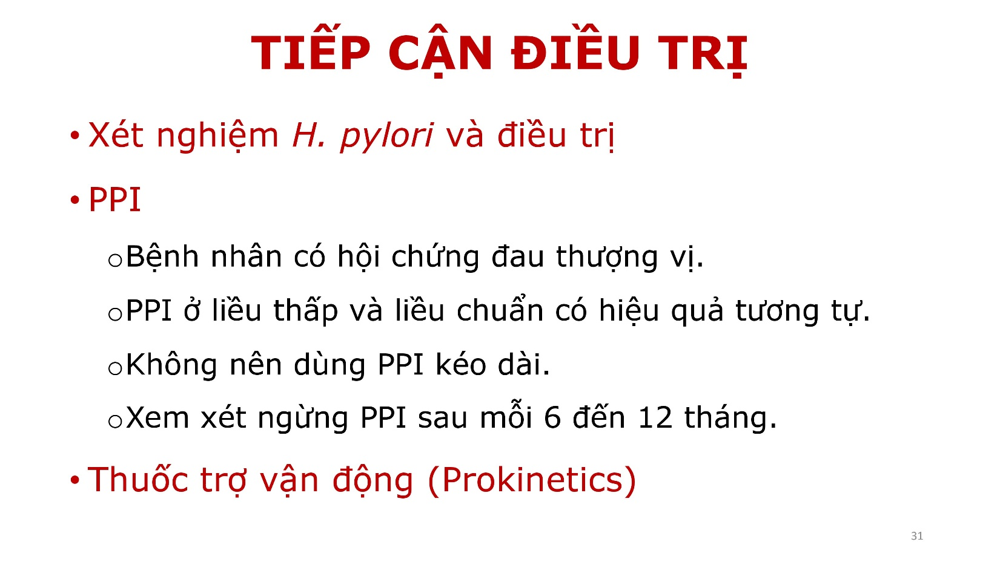 TIẾP CẬN ĐIỀU TRỊ
• Xét nghiệm H. pylori và điều trị
• PPI
o Bệnh nhân có hội chứng đau thượng vị.
o PPI ở liều thấp và liều chuẩn có hiệu quả tương tự.
o Không nên dùng PPI kéo dài.
o Xem xét ngừng PPI sau mỗi 6 đến 12 tháng.
• Thuốc trợ vận động (Prokinetics)
31